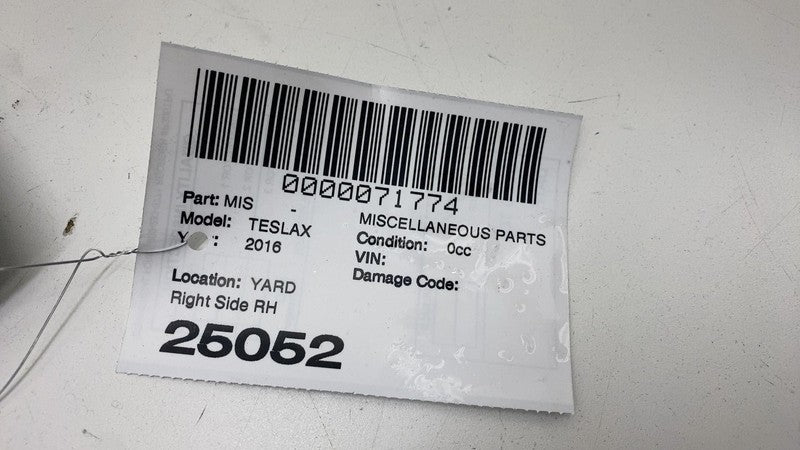 0000071774
Part: MIS - MISCELLANEOUS PARTS
Model: TESLAX Condition: 0cc
Y : 2016 VIN:
Damage Code:
Location: YARD
Right Side RH
25052